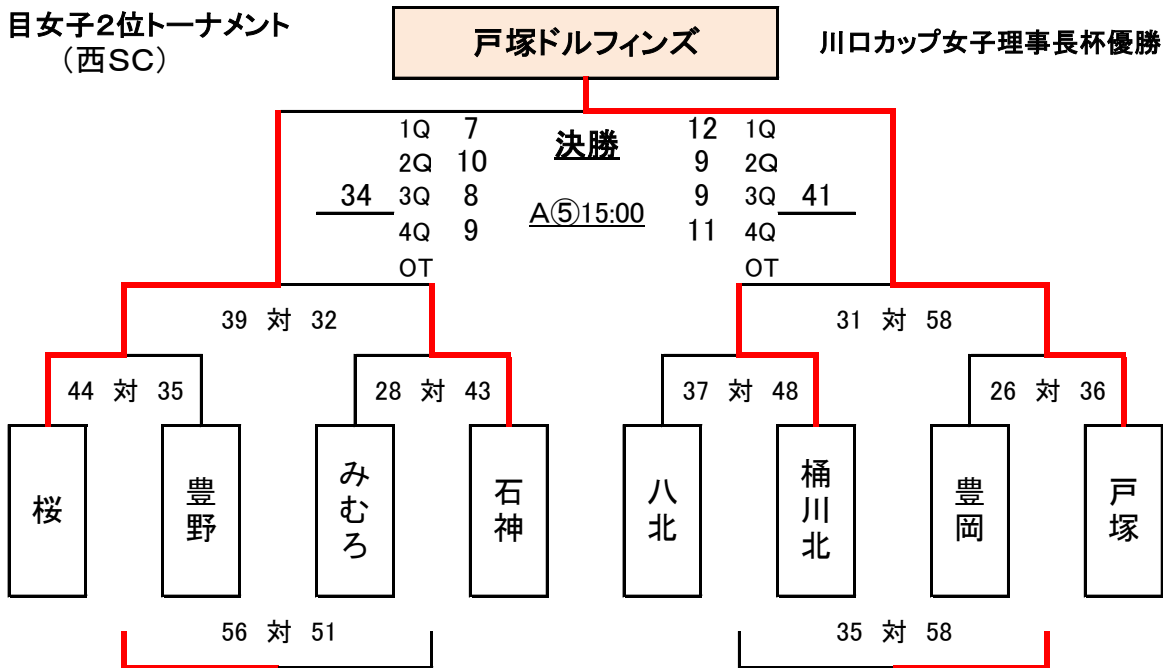 目女子2位トーナメント
（西SC）
戸塚ドルフィンズ
川口カップ女子理事長杯優勝
1Q 7 決勝 12 1Q
2Q 10 9 2Q
34 3Q 8 A⑤15:00 9 3Q 41
4Q 9 11 4Q
OT OT
39 対 32 31 対 58
44 対 35 28 対 43 37 対 48 26 対 36
桜
豊野
みむろ
石神
八北
桶川北
豊岡
戸塚
56 対 51 35 対 58